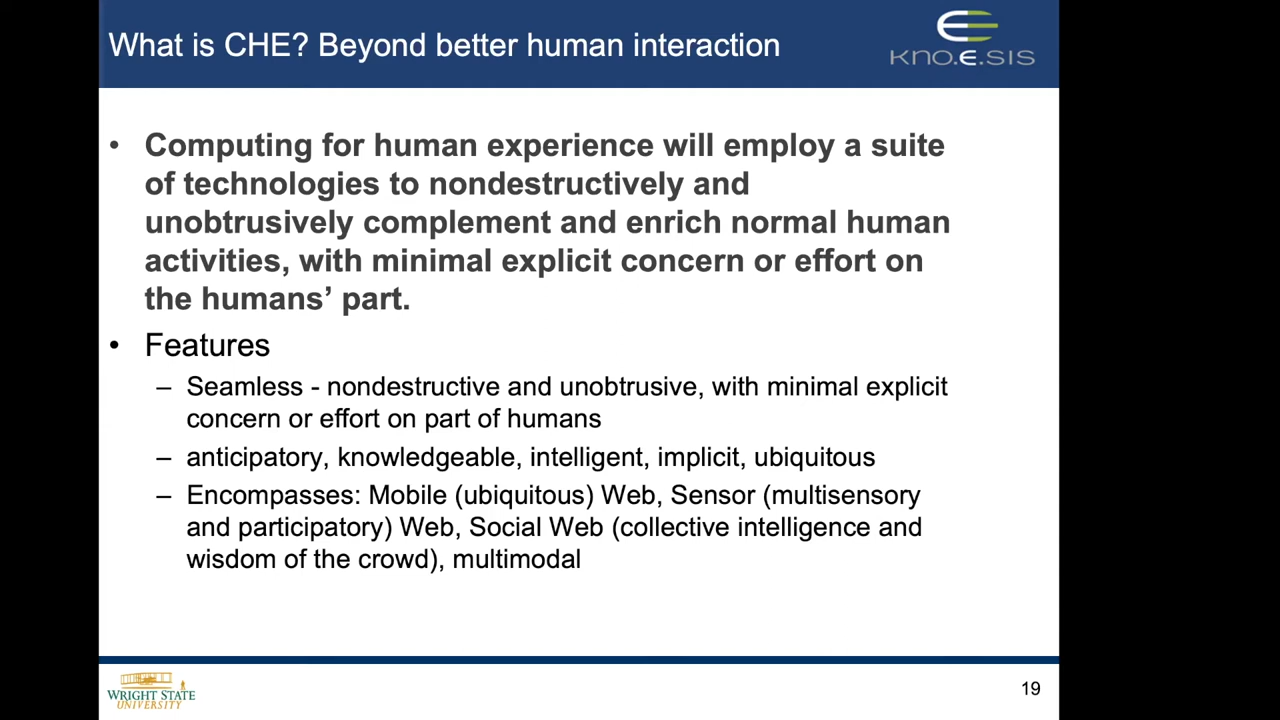 What is CHE? Beyond better human interaction
kno.e.sis
• Computing for human experience will employ a suite
of technologies to nondestructively and
unobtrusively complement and enrich normal human
activities, with minimal explicit concern or effort on
the humans’ part.
• Features
– Seamless - nondestructive and unobtrusive, with minimal explicit
concern or effort on part of humans
– anticipatory, knowledgeable, intelligent, implicit, ubiquitous
– Encompasses: Mobile (ubiquitous) Web, Sensor (multisensory
and participatory) Web, Social Web (collective intelligence and
wisdom of the crowd), multimodal
WRIGHT STATE
UNIVERSITY
19